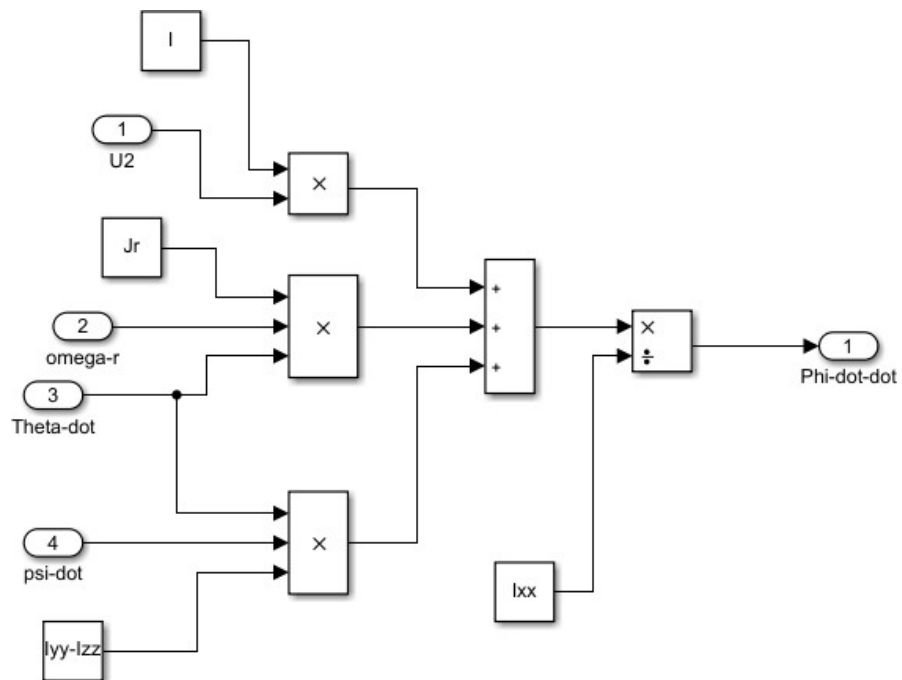 l
1
U2
×
Jr
×
2
omega-r
3
Theta-dot
+
+
+
×
÷
1
Phi-dot-dot
×
4
psi-dot
Ixx
Iyy-Izz